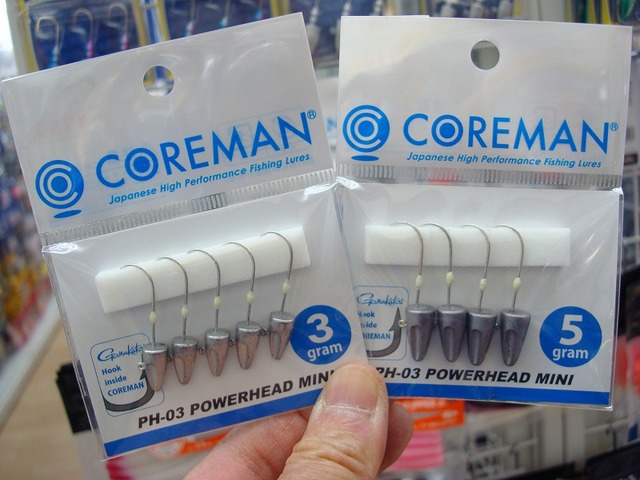 COREMAN®
Japanese High Performance Fishing Lures
Gamakatsu
Hook
inside
COREMAN
3
gram
PH-03 POWERHEAD MINI
COREMAN®
Japanese High Performance Fishing Lures
Gamakatsu
Hook
inside
COREMAN
5
gram
PH-03 POWERHEAD MINI